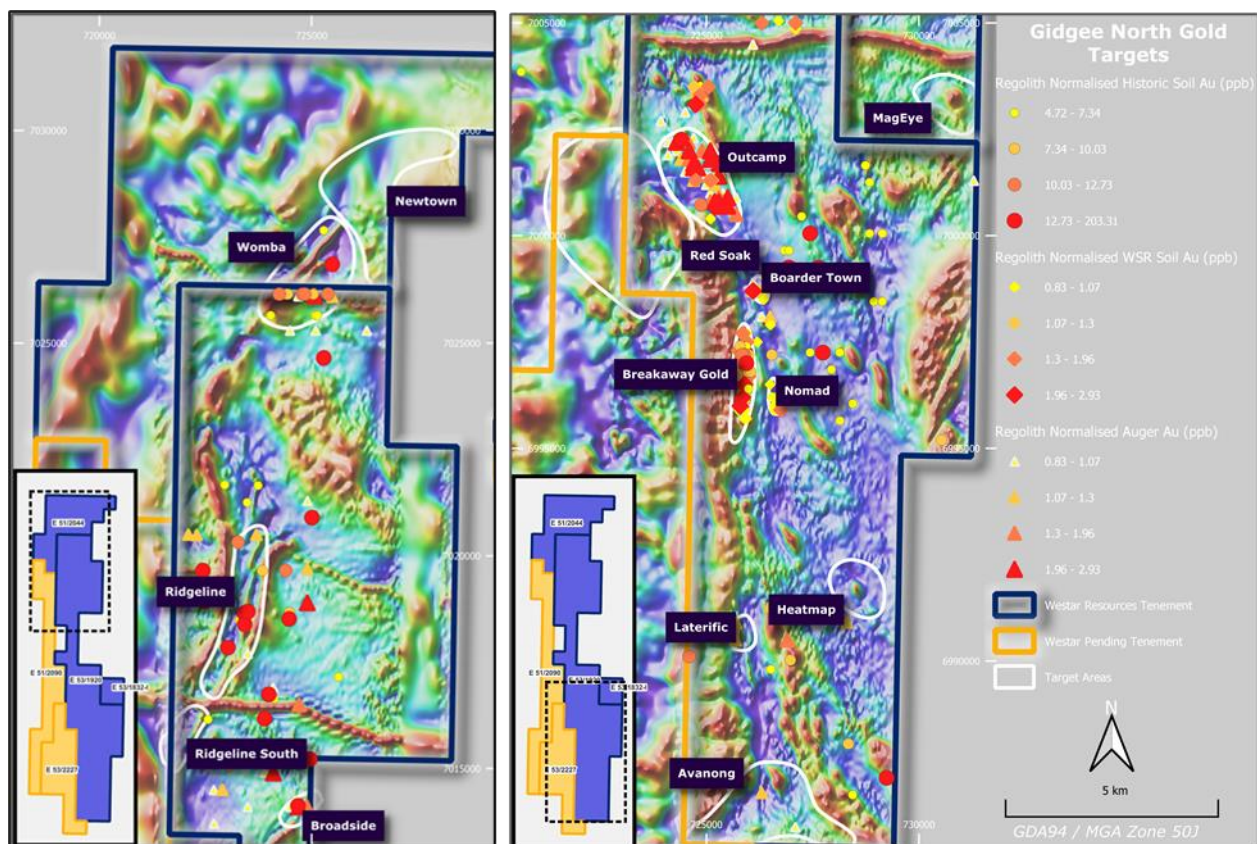 720000
725000
7030000
Newtown
Womba
7025000
Ridgeline
7020000
Ridgeline South
7015000
Broadside
E 51/2044
E 51/2090
E 53/1920
E 53/2227
7005000
MagEye
Outcamp
7000000
Red Soak
Boarder Town
Breakaway Gold
Nomad
6995000
Heatmap
Laterific
6990000
Avanong
725000
730000
E 51/2044
E 51/2090
E 53/2227
Gidgee North Gold
Targets
Regolith Normalised Historic Soil Au (ppb)
4.72 - 7.34
7.34 - 10.03
10.03 - 12.73
12.73 - 203.31
Regolith Normalised WSR Soil Au (ppb)
0.83 - 1.07
1.07 - 1.3
1.3 - 1.96
1.96 - 2.93
Regolith Normalised Auger Au (ppb)
0.83 - 1.07
1.07 - 1.3
1.3 - 1.96
1.96 - 2.93
Westar Resources Tenement
Westar Pending Tenement
Target Areas
N
5 km
GDA94 / MGA Zone 50J